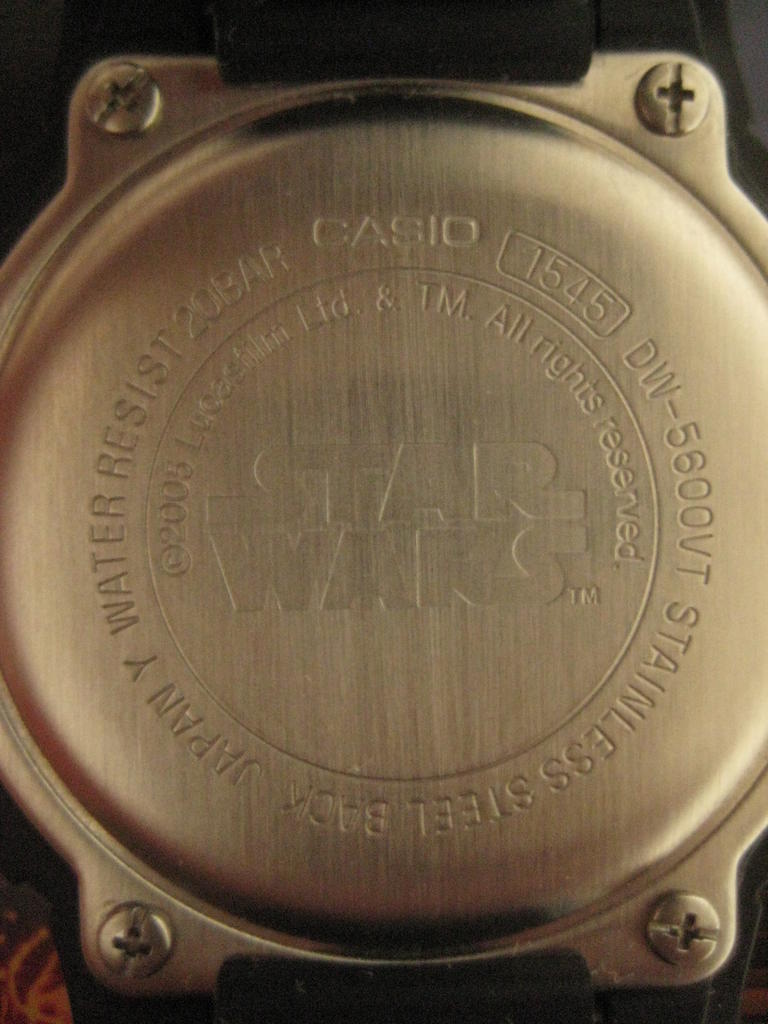 CASIO
1545
DW-5600VT STAINLESS STEEL BACK JAPAN Y WATER RESIST 20BAR
©2005 Lucasfilm Ltd. & TM. All rights reserved.
STAR
WARS TM